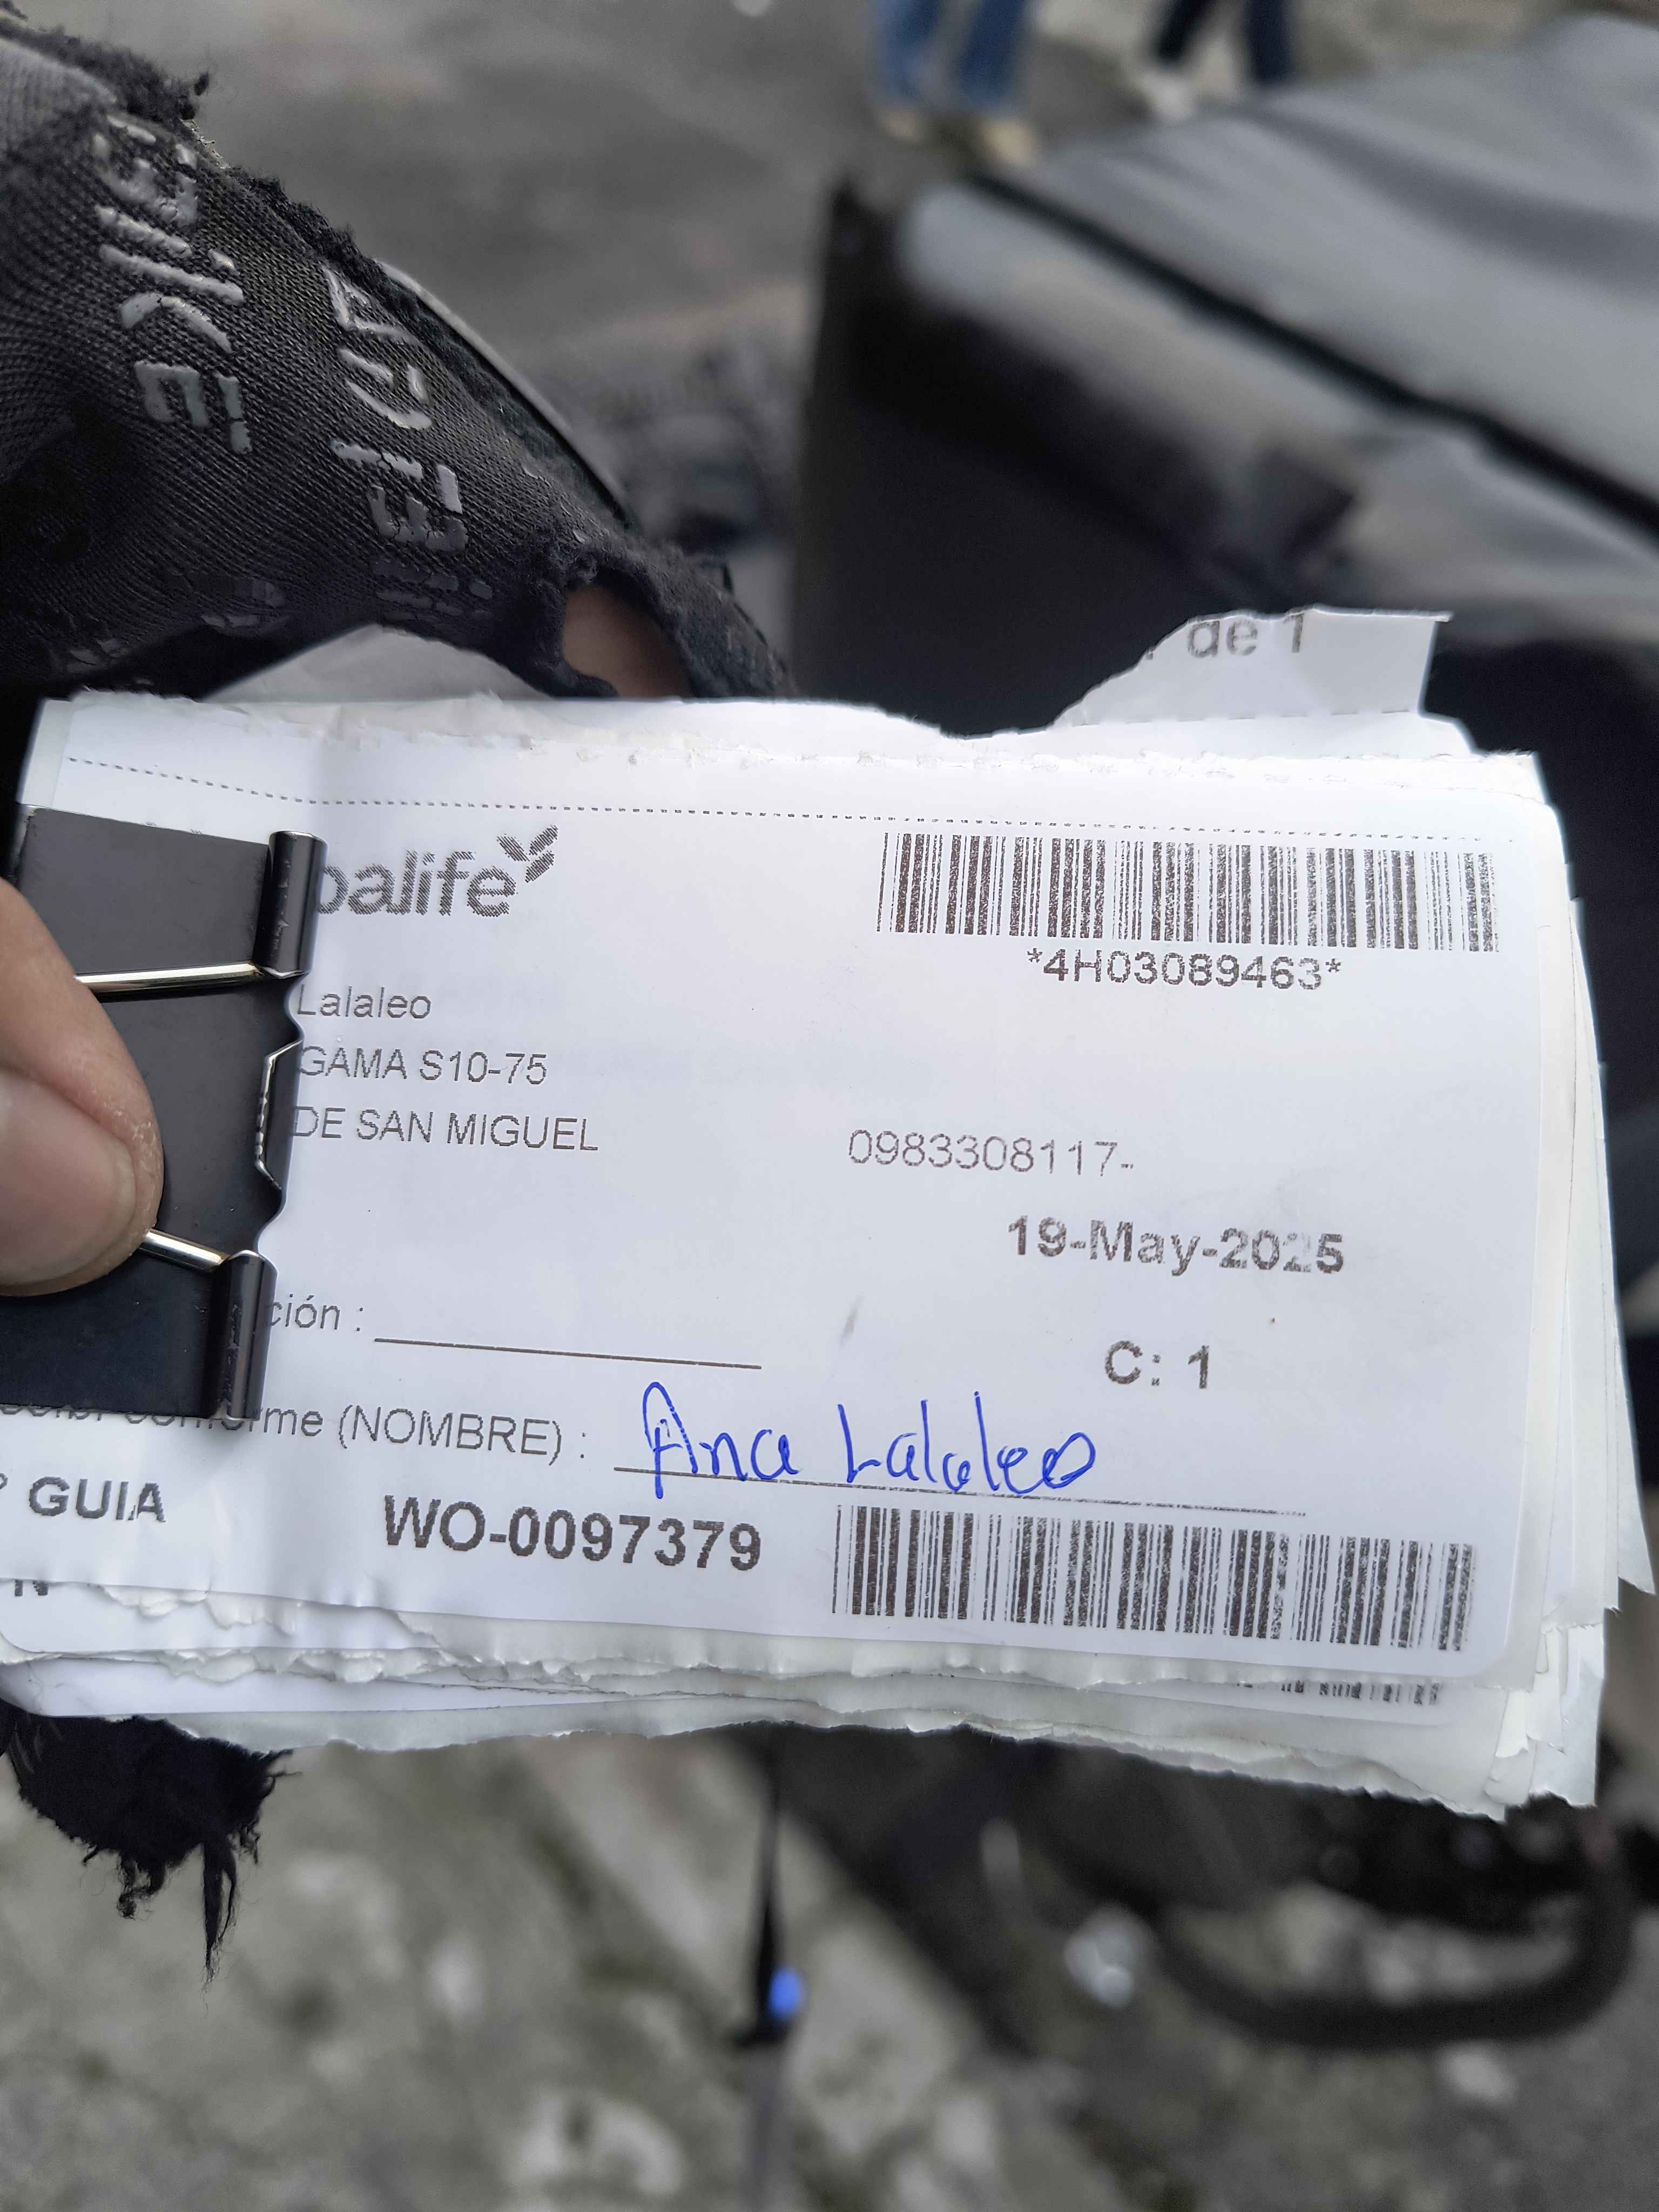 de 1
balife
*4H03089463*
Lalaleo
GAMA S10-75
DE SAN MIGUEL
0983308117-
19-May-2025
ción :
C: 1
conforme (NOMBRE) : Ana Lalaleo
° GUIA WO-0097379
N